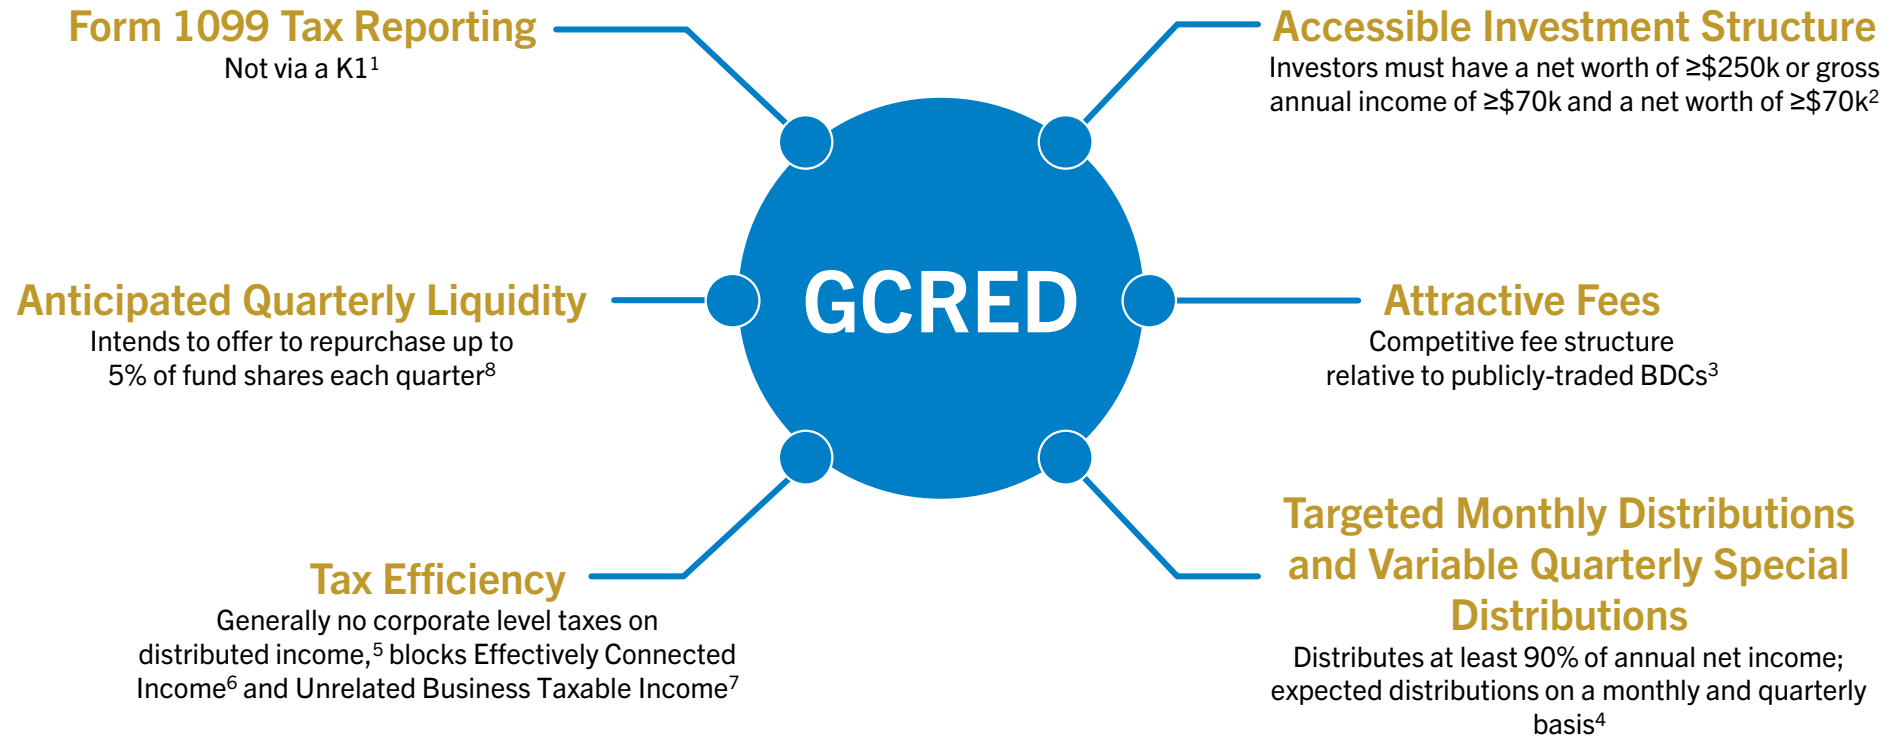 Form 1099 Tax Reporting
Not via a K1¹
Accessible Investment Structure
Investors must have a net worth of ≥$250k or gross
annual income of ≥$70k and a net worth of ≥$70k²
Anticipated Quarterly Liquidity
Intends to offer to repurchase up to
5% of fund shares each quarter⁸
GCRED
Attractive Fees
Competitive fee structure
relative to publicly-traded BDCs³
Tax Efficiency
Generally no corporate level taxes on
distributed income,⁵ blocks Effectively Connected
Income⁶ and Unrelated Business Taxable Income⁷
Targeted Monthly Distributions
and Variable Quarterly Special
Distributions
Distributes at least 90% of annual net income;
expected distributions on a monthly and quarterly
basis⁴